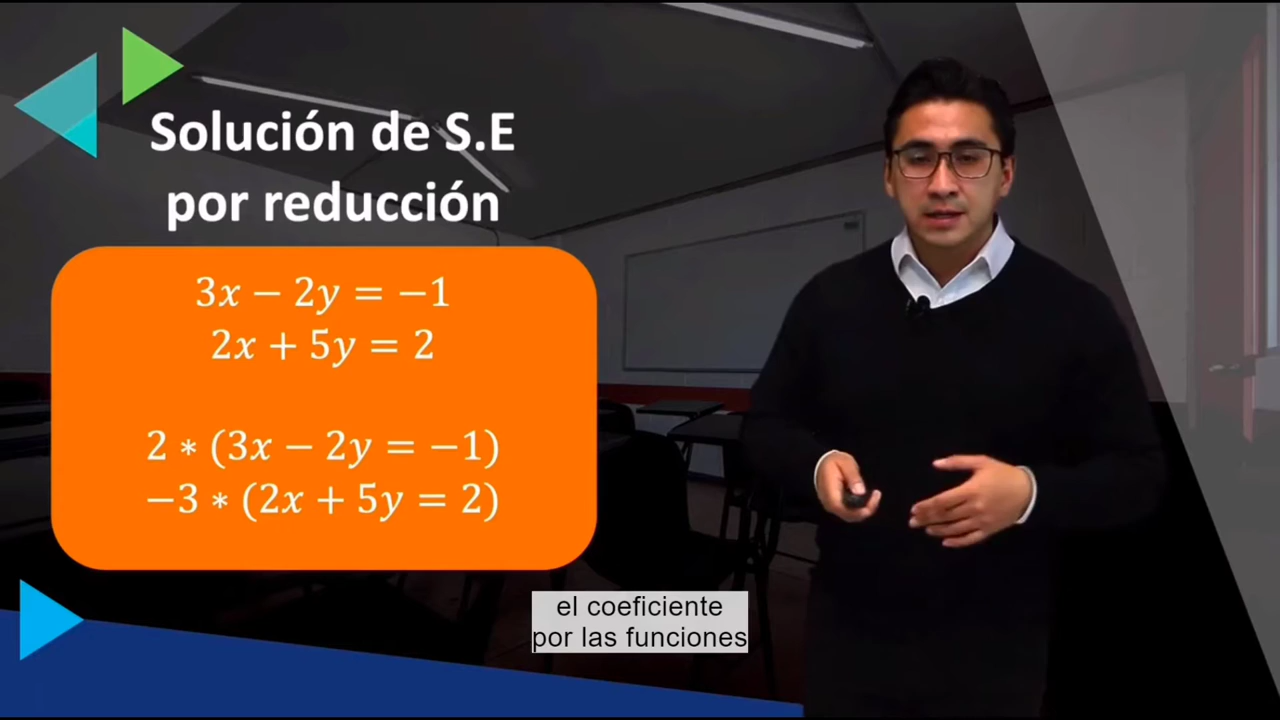 Solución de S.E
por reducción
3x − 2y = −1
2x + 5y = 2
2 ∗ (3x − 2y = −1)
−3 ∗ (2x + 5y = 2)
el coeficiente
por las funciones